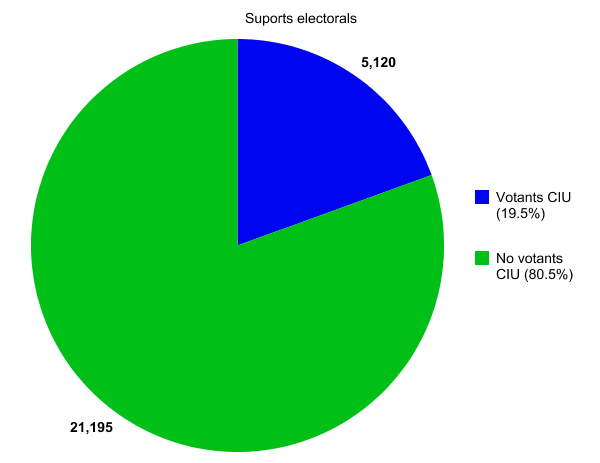 Suports electorals
5,120
Votants CIU
(19.5%)
No votants
CIU (80.5%)
21,195